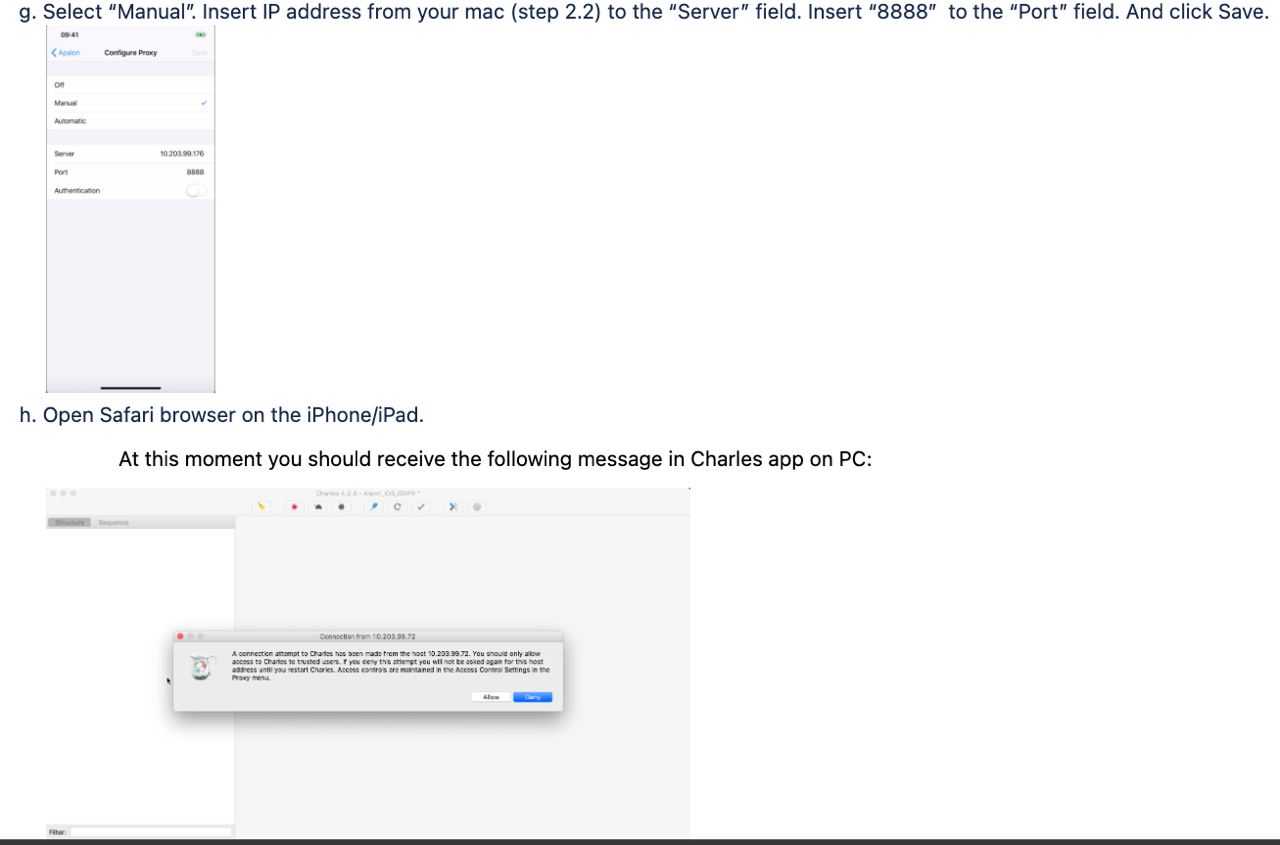 g. Select “Manual”. Insert IP address from your mac (step 2.2) to the “Server” field. Insert “8888”  to the “Port” field. And click Save.
09:41
Apalon
Configure Proxy
Save
Off
Manual
Automatic
Server 10.203.99.176
Port 8888
Authentication
h. Open Safari browser on the iPhone/iPad.
At this moment you should receive the following message in Charles app on PC:
Charles 4.2.8 - Alarm_iOS_GDPR *
Structure Sequence
Connection from 10.203.99.72
A connection attempt to Charles has been made from the host 10.203.99.72. You should only allow
access to Charles to trusted users. If you deny this attempt you will not be asked again for this host
address until you restart Charles. Access controls are maintained in the Access Control Settings in the
Proxy menu.
Allow Deny
Filter: